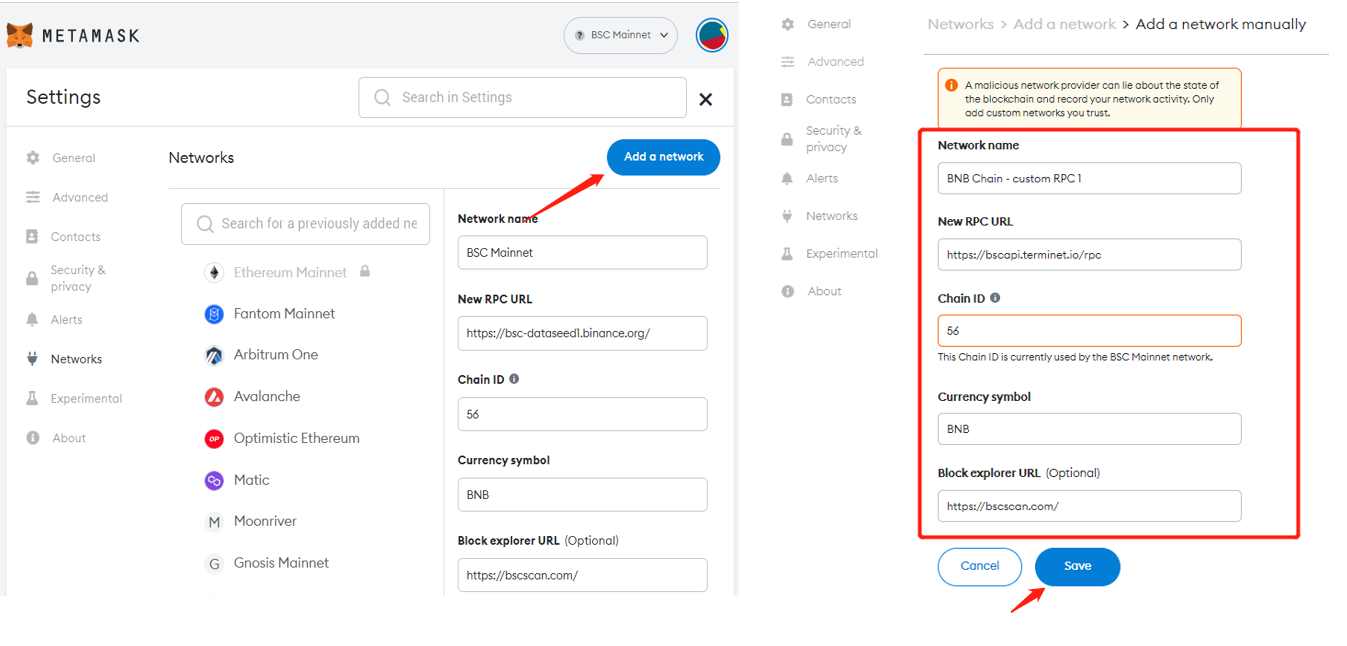 METAMASK
? BSC Mainnet
Settings
Search in Settings
General
Advanced
Contacts
Security &
privacy
Alerts
Networks
Experimental
About
Networks
Add a network
Search for a previously added ne
Ethereum Mainnet
Fantom Mainnet
Arbitrum One
Avalanche
OP Optimistic Ethereum
Matic
M Moonriver
G Gnosis Mainnet
Network name
BSC Mainnet
New RPC URL
https://bsc-dataseed1.binance.org/
Chain ID
56
Currency symbol
BNB
Block explorer URL (Optional)
https://bscscan.com/
General
Advanced
Contacts
Security &
privacy
Alerts
Networks
Experimental
About
Networks > Add a network > Add a network manually
A malicious network provider can lie about the state of
the blockchain and record your network activity. Only
add custom networks you trust.
Network name
BNB Chain - custom RPC 1
New RPC URL
https://bscapi.terminet.io/rpc
Chain ID
56
This Chain ID is currently used by the BSC Mainnet network.
Currency symbol
BNB
Block explorer URL (Optional)
https://bscscan.com/
Cancel
Save